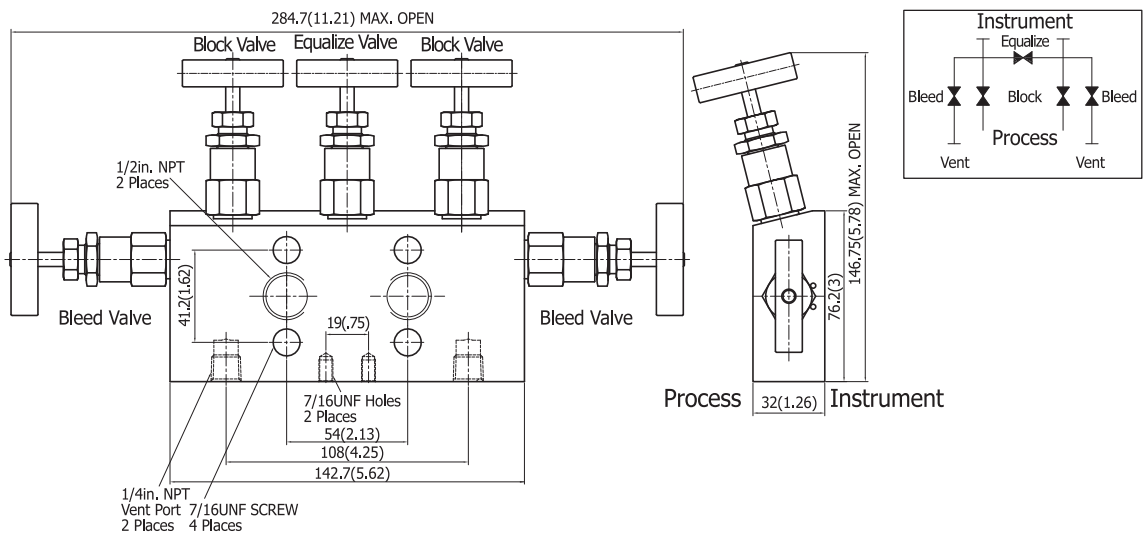 284.7(11.21) MAX. OPEN
Block Valve
Equalize Valve
Block Valve
1/2in. NPT
2 Places
41.2(1.62)
Bleed Valve
Bleed Valve
19(.75)
7/16UNF Holes
2 Places
54(2.13)
108(4.25)
142.7(5.62)
1/4in. NPT
Vent Port
2 Places
7/16UNF SCREW
4 Places
146.75(5.78) MAX. OPEN
76.2(3)
Process
32(1.26)
Instrument
Instrument
Equalize
Bleed
Block
Bleed
Process
Vent
Vent